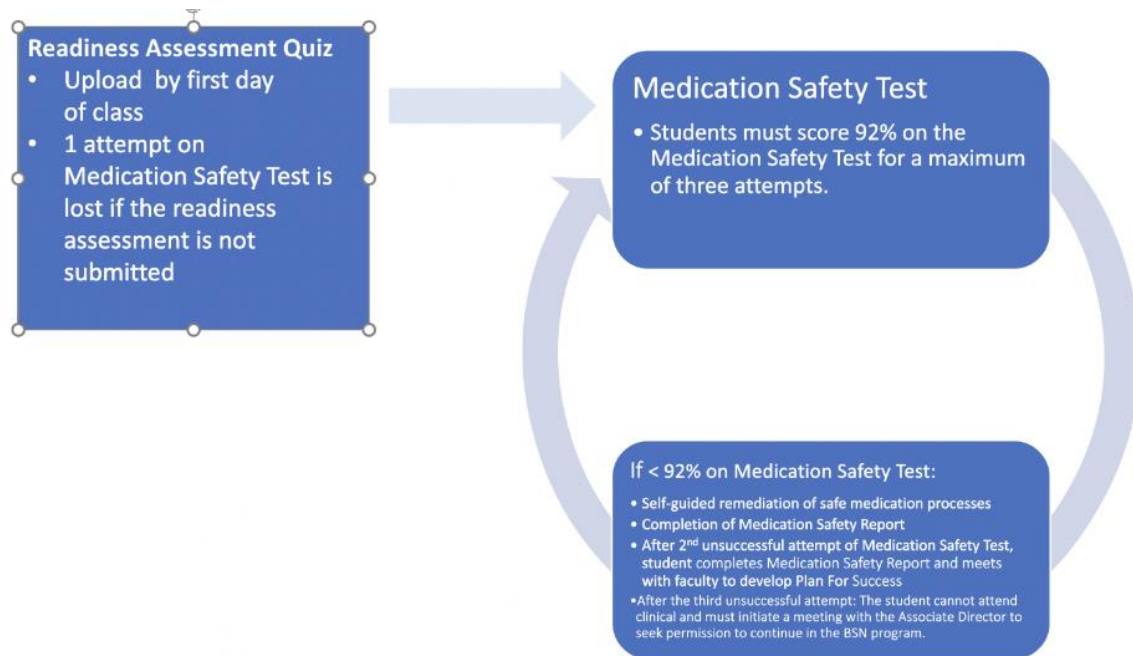 Readiness Assessment Quiz
• Upload by first day
of class
• 1 attempt on
Medication Safety Test is
lost if the readiness
assessment is not
submitted
Medication Safety Test
• Students must score 92% on the
Medication Safety Test for a maximum
of three attempts.
If < 92% on Medication Safety Test:
• Self-guided remediation of safe medication processes
• Completion of Medication Safety Report
• After 2nd unsuccessful attempt of Medication Safety Test,
student completes Medication Safety Report and meets
with faculty to develop Plan For Success
•After the third unsuccessful attempt: The student cannot attend
clinical and must initiate a meeting with the Associate Director to
seek permission to continue in the BSN program.